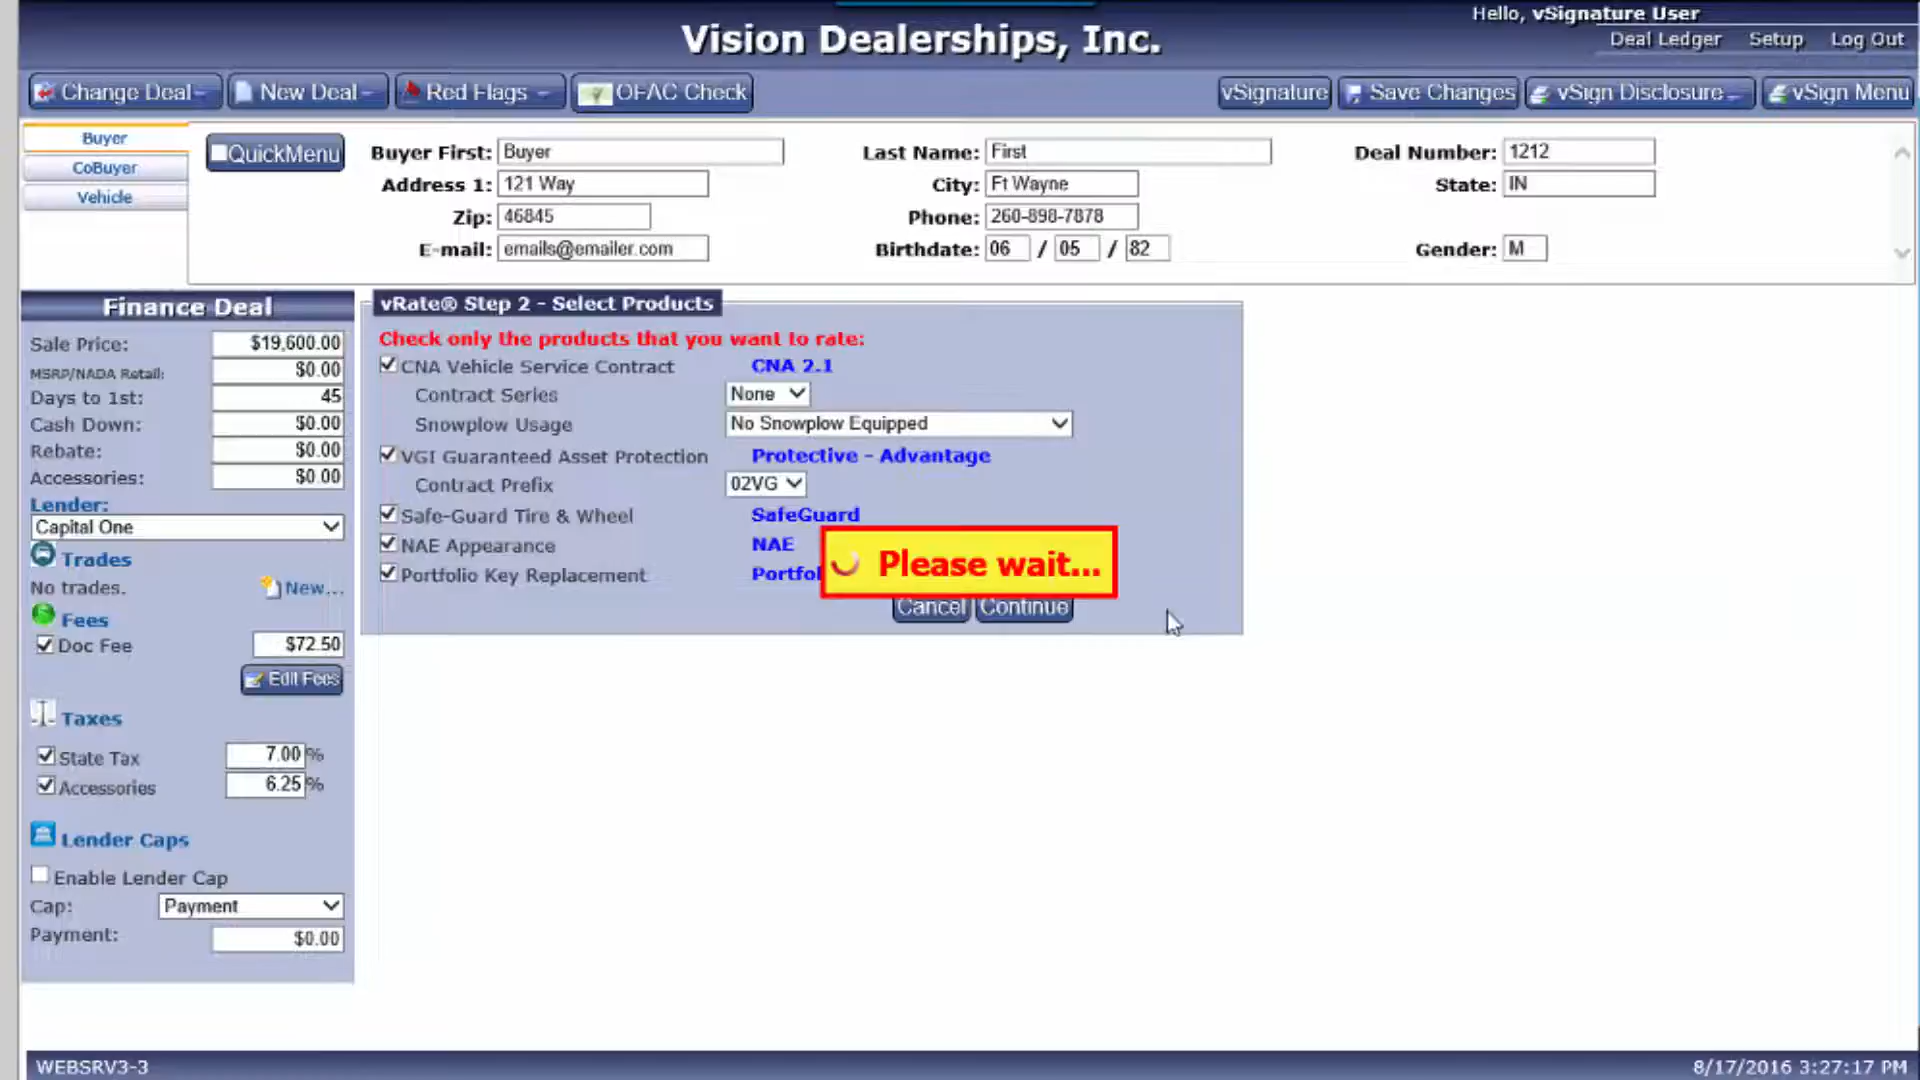 Hello, vSignature User
Vision Dealerships, Inc.
Deal Ledger Setup Log Out
Change Deal New Deal Red Flags OFAC Check vSignature Save Changes vSign Disclosure vSign Menu
Buyer
CoBuyer
Vehicle
QuickMenu
Buyer First: Buyer Last Name: First Deal Number: 1212
Address 1: 121 Way City: Ft Wayne State: IN
Zip: 46845 Phone: 260-898-7878
E-mail: emails@emailer.com Birthdate: 06 / 05 / 82 Gender: M
Finance Deal
Sale Price: $19,600.00
MSRP/NADA Retail: $0.00
Days to 1st: 45
Cash Down: $0.00
Rebate: $0.00
Accessories: $0.00
Lender:
Capital One
Trades
No trades. New...
Fees
Doc Fee $72.50
Edit Fees
Taxes
State Tax 7.00 %
Accessories 6.25 %
Lender Caps
Enable Lender Cap
Cap: Payment
Payment: $0.00
vRate® Step 2 - Select Products
Check only the products that you want to rate:
CNA Vehicle Service Contract CNA 2.1
Contract Series None
Snowplow Usage No Snowplow Equipped
VGI Guaranteed Asset Protection Protective - Advantage
Contract Prefix 02VG
Safe-Guard Tire & Wheel SafeGuard
NAE Appearance NAE
Portfolio Key Replacement Portfol
Please wait...
Cancel Continue
WEBSRV3-3 8/17/2016 3:27:17 PM